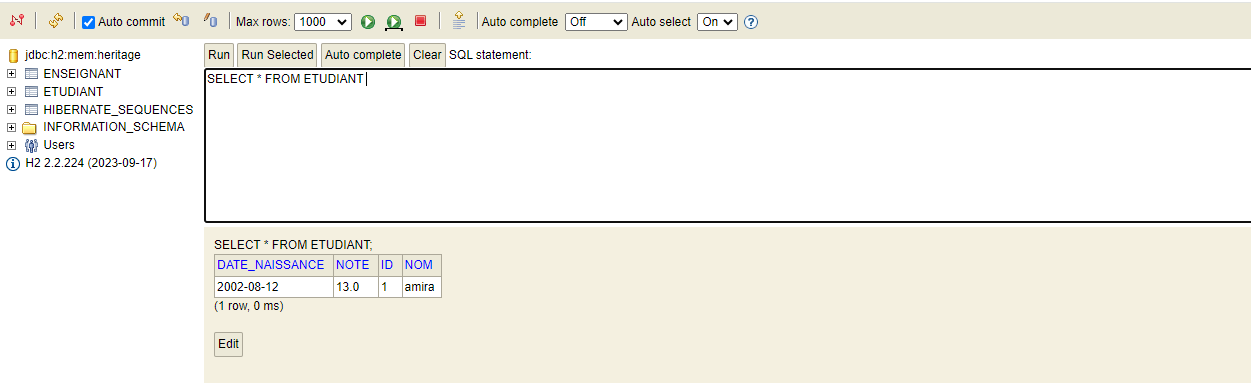 Auto commit Max rows: 1000 Auto complete Off Auto select On ?
jdbc:h2:mem:heritage
ENSEIGNANT
ETUDIANT
HIBERNATE_SEQUENCES
INFORMATION_SCHEMA
Users
H2 2.2.224 (2023-09-17)
Run Run Selected Auto complete Clear SQL statement:
SELECT * FROM ETUDIANT
SELECT * FROM ETUDIANT;
DATE_NAISSANCE NOTE ID NOM
2002-08-12 13.0 1 amira
(1 row, 0 ms)
Edit